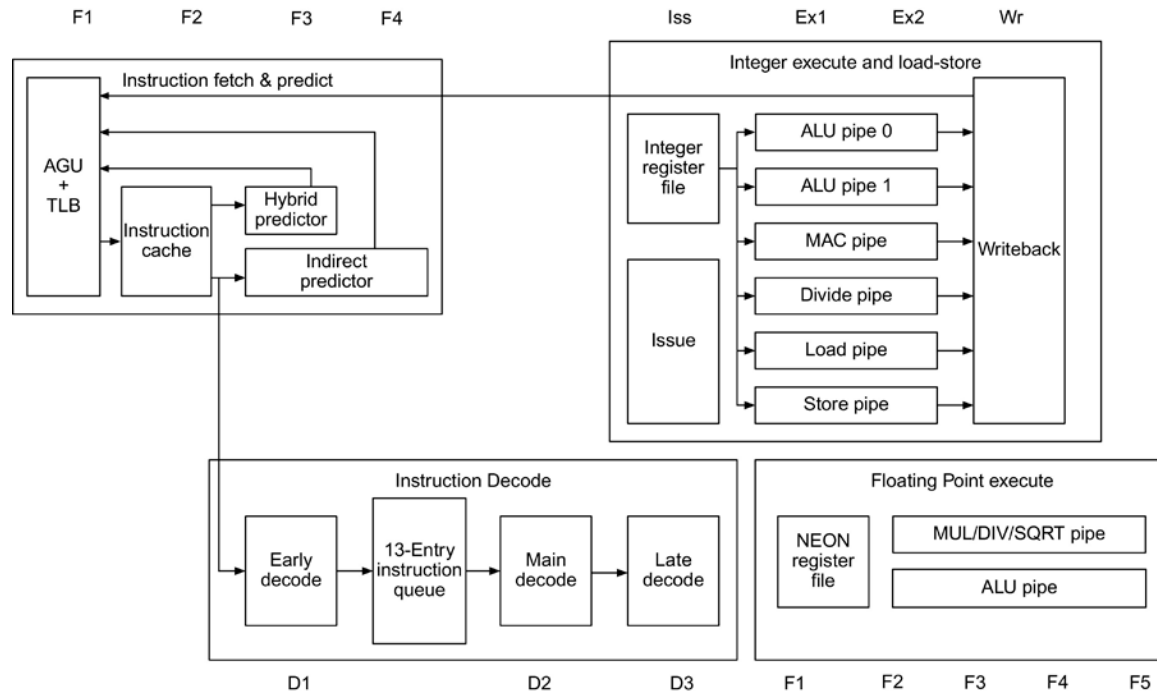 F1 F2 F3 F4 Iss Ex1 Ex2 Wr
Instruction fetch & predict
AGU
+
TLB
Instruction
cache
Hybrid
predictor
Indirect
predictor
Integer execute and load-store
Integer
register
file
Issue
ALU pipe 0
ALU pipe 1
MAC pipe
Divide pipe
Load pipe
Store pipe
Writeback
Instruction Decode
Early
decode
13-Entry
instruction
queue
Main
decode
Late
decode
Floating Point execute
NEON
register
file
MUL/DIV/SQRT pipe
ALU pipe
D1 D2 D3 F1 F2 F3 F4 F5